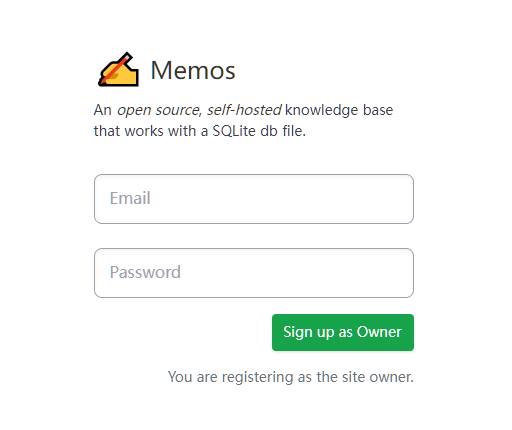 Memos
An open source, self-hosted knowledge base
that works with a SQLite db file.
Email
Password
Sign up as Owner
You are registering as the site owner.